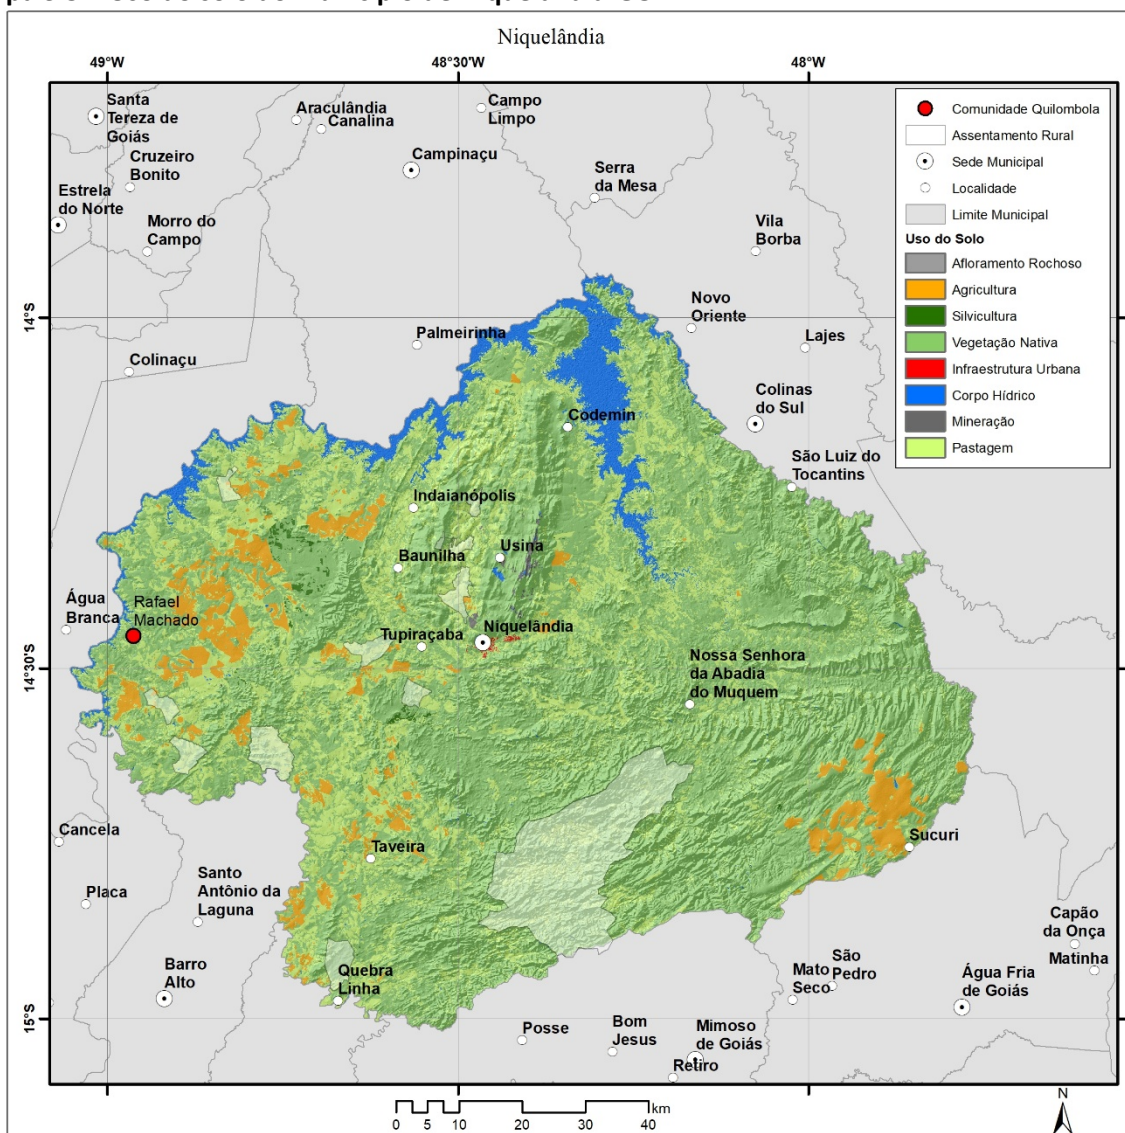 Niquelândia
49°W
48°30'W
48°W
Santa
Tereza de
Goiás
Araculândia
Canalina
Campo
Limpo
Comunidade Quilombola
Assentamento Rural
Sede Municipal
Localidade
Limite Municipal
Uso do Solo
Afloramento Rochoso
Agricultura
Silvicultura
Vegetação Nativa
Infraestrutura Urbana
Corpo Hídrico
Mineração
Pastagem
Cruzeiro
Bonito
Campinaçu
Serra
da Mesa
Estrela
do Norte
Morro do
Campo
Vila
Borba
14°S
Novo
Oriente
Palmeirinha
Lajes
Colinaçu
Colinas
do Sul
Codemin
São Luiz do
Tocantins
Indaianópolis
Usina
Baunilha
Água
Branca
Rafael
Machado
Tupiraçaba
Niquelândia
14°30'S
Nossa Senhora
da Abadia
do Muquem
Cancela
Taveira
Sucuri
Placa
Santo
Antônio da
Laguna
Capão
da Onça
Matinha
Barro
Alto
Quebra
Linha
Mato
Seco
São
Pedro
Água Fria
de Goiás
15°S
Posse
Bom
Jesus
Mimoso
de Goiás
Retiro
km
0 5 10 20 30 40
N